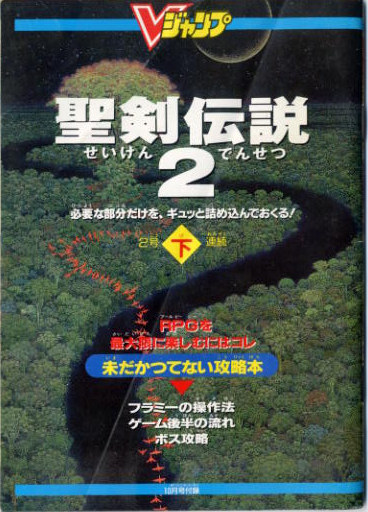 Vジャンプ
聖剣伝説
せいけん でんせつ
2
必要な部分だけを、ギュッと詰め込んでおくる!
2号 下 連続
RPGを
最大限に楽しむにはコレ
未だかつてない攻略本
フラミーの操作法
ゲーム後半の流れ
ボス攻略
10月号付録